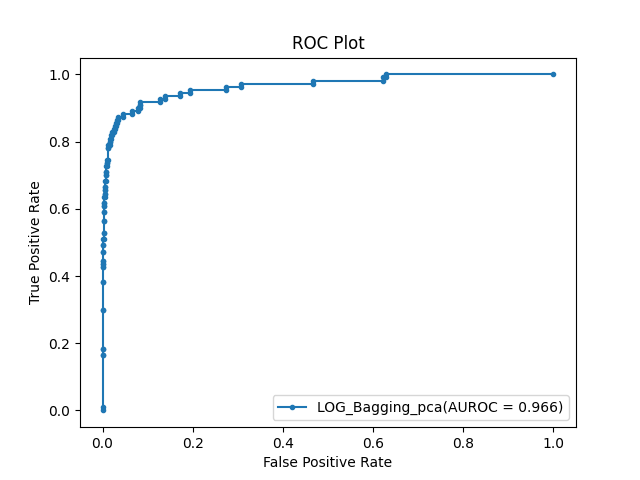 ROC Plot
1.0
0.8
0.6
0.4
0.2
0.0
True Positive Rate
0.0 0.2 0.4 0.6 0.8 1.0
False Positive Rate
LOG_Bagging_pca(AUROC = 0.966)